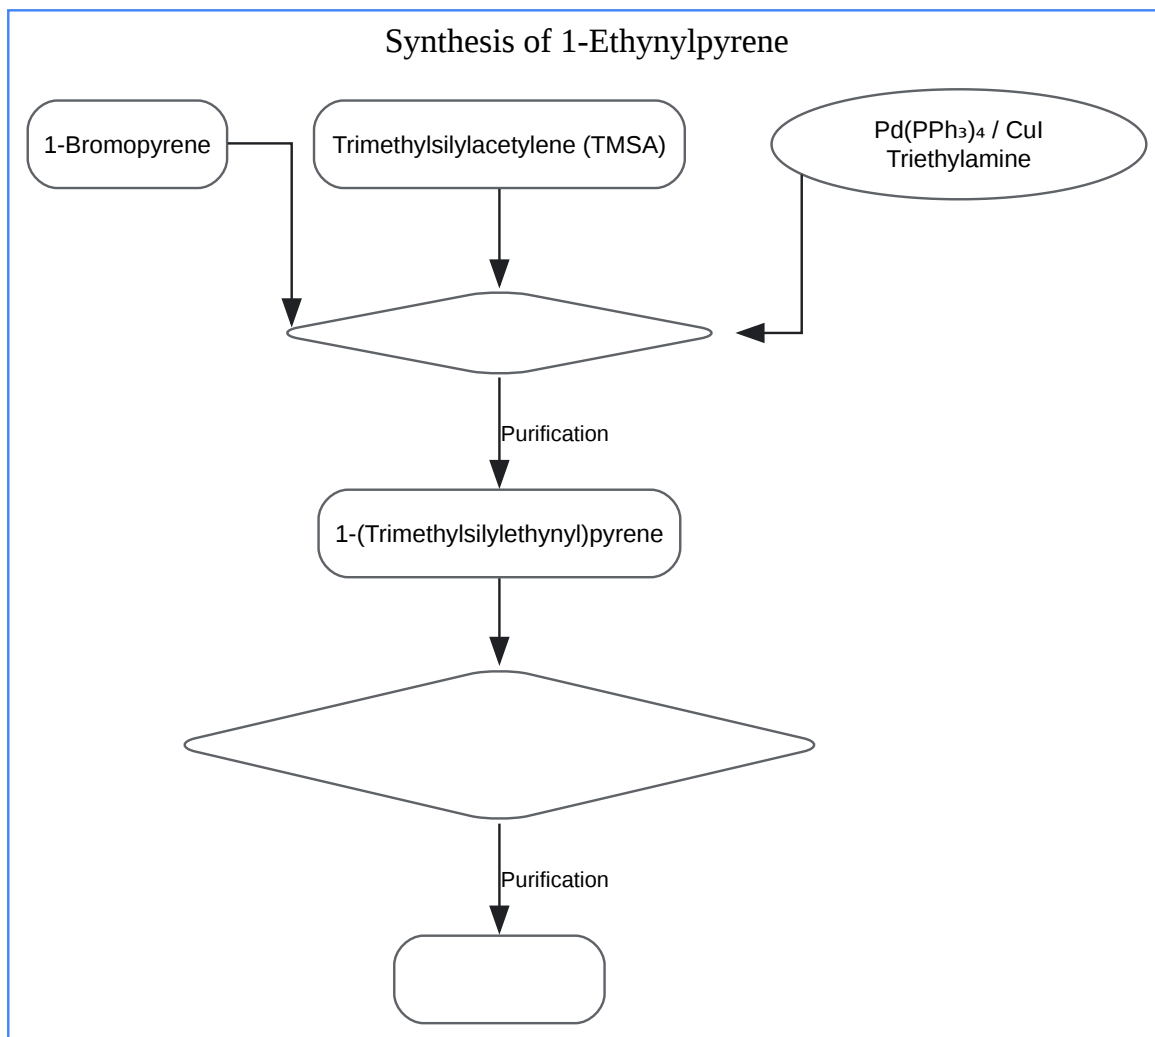 Synthesis of 1-Ethynylpyrene
1-Bromopyrene
Trimethylsilylacetylene (TMSA)
Pd(PPh₃)₄ / CuI
Triethylamine
Purification
1-(Trimethylsilylethynyl)pyrene
Purification